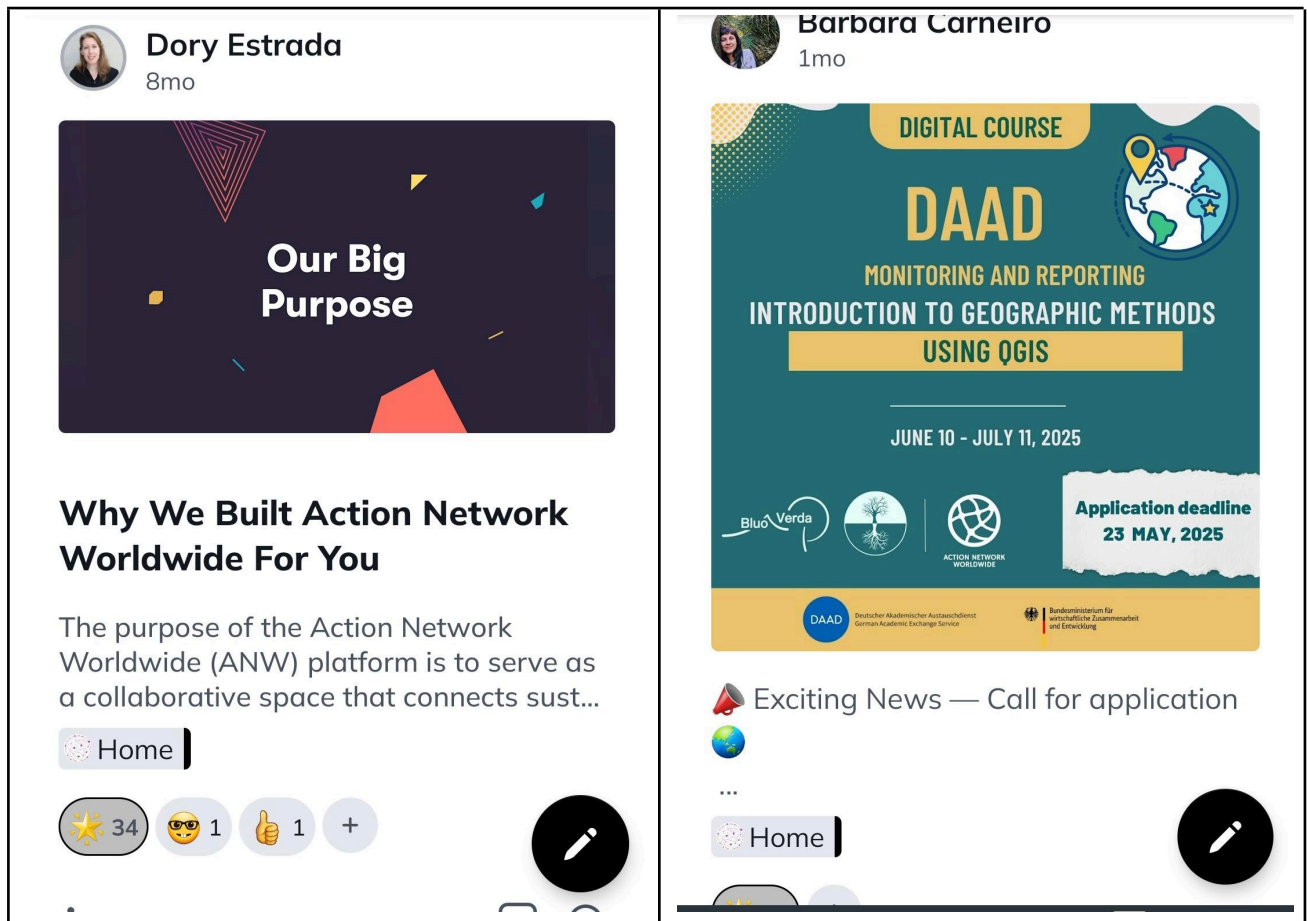 Dory Estrada
8mo
Our Big
Purpose
Why We Built Action Network
Worldwide For You
The purpose of the Action Network
Worldwide (ANW) platform is to serve as
a collaborative space that connects sust...
Home
34
1
1
+
Barbara Carneiro
1mo
DIGITAL COURSE
DAAD
MONITORING AND REPORTING
INTRODUCTION TO GEOGRAPHIC METHODS
USING QGIS
JUNE 10 - JULY 11, 2025
Bluo Verda
ACTION NETWORK
WORLDWIDE
Application deadline
23 MAY, 2025
DAAD
Deutscher Akademischer Austauschdienst
German Academic Exchange Service
Bundesministerium für
wirtschaftliche Zusammenarbeit
und Entwicklung
Exciting News — Call for application
...
Home